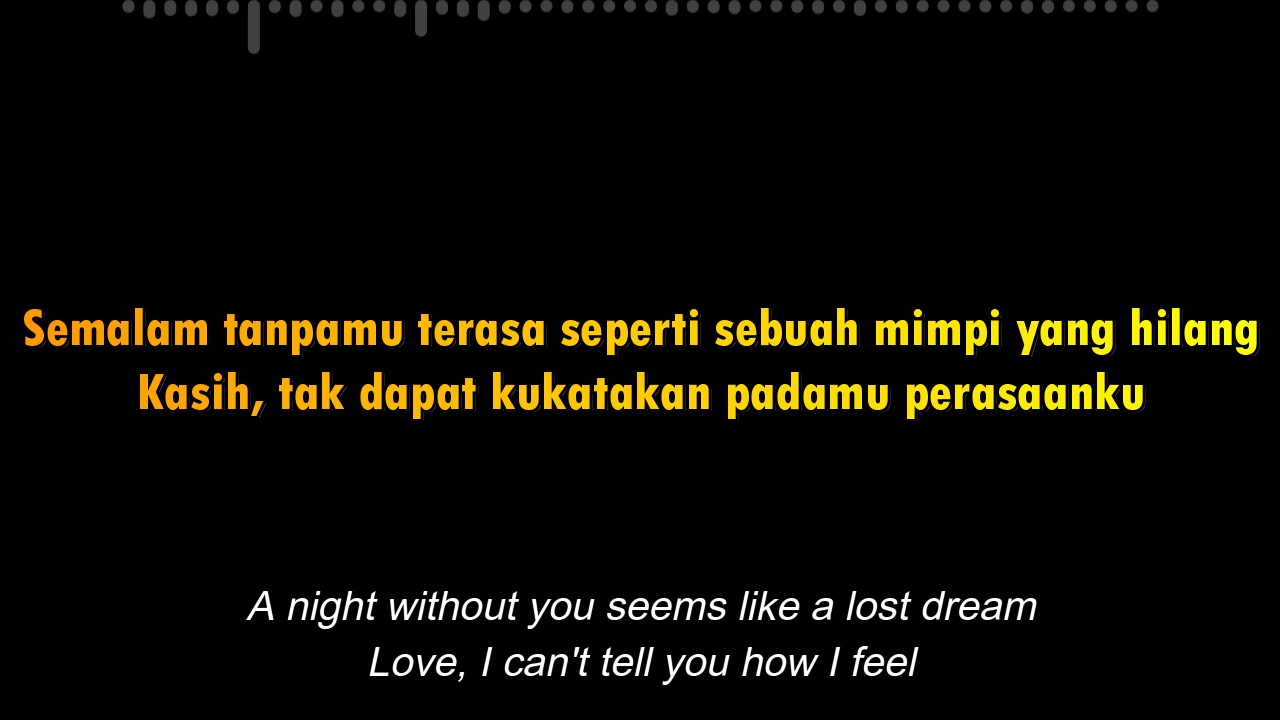 Semalam tanpamu terasa seperti sebuah mimpi yang hilang
Kasih, tak dapat kukatakan padamu perasaanku
A night without you seems like a lost dream
Love, I can't tell you how I feel